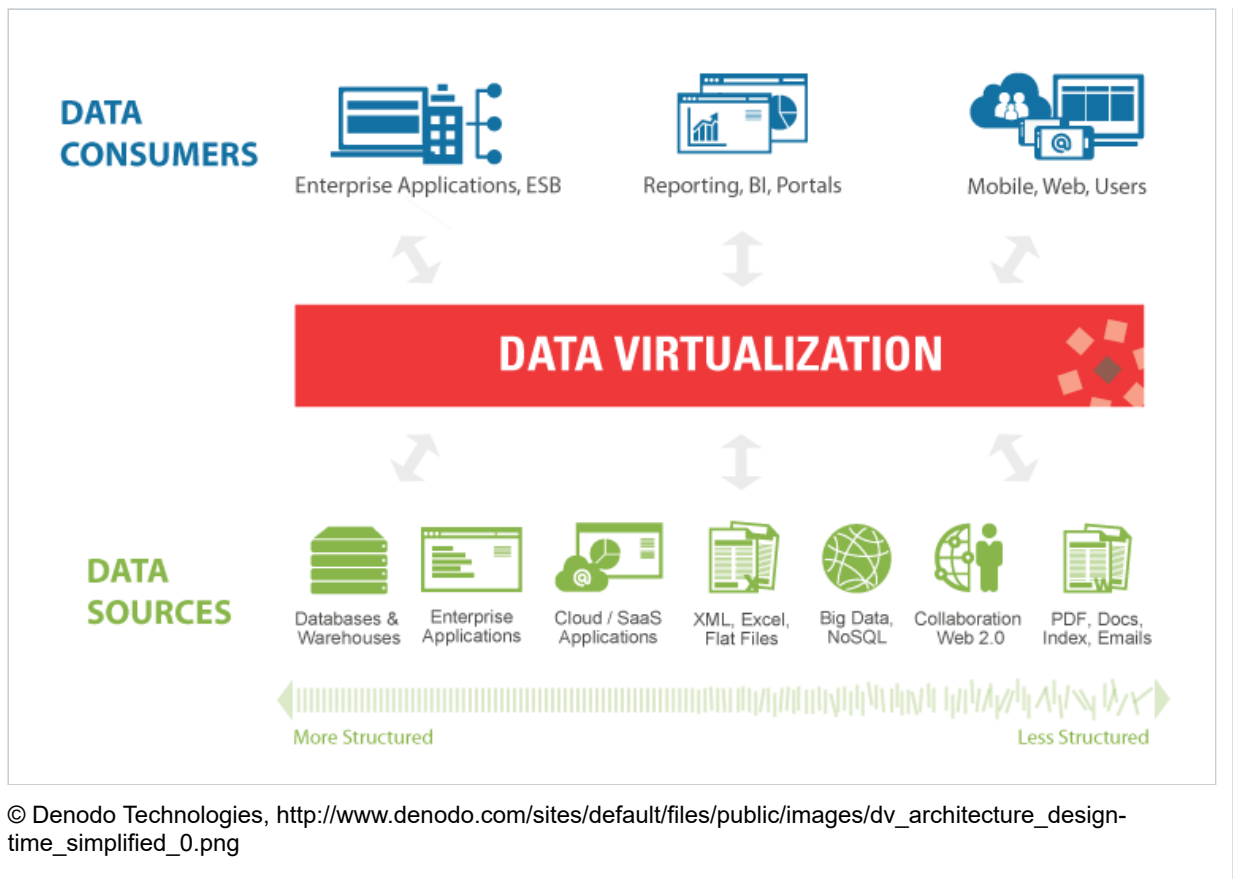 DATA
CONSUMERS
Enterprise Applications, ESB
Reporting, BI, Portals
Mobile, Web, Users
DATA VIRTUALIZATION
DATA
SOURCES
Databases &
Warehouses
Enterprise
Applications
Cloud / SaaS
Applications
XML, Excel,
Flat Files
Big Data,
NoSQL
Collaboration
Web 2.0
PDF, Docs,
Index, Emails
More Structured
Less Structured
© Denodo Technologies, http://www.denodo.com/sites/default/files/public/images/dv_architecture_design-
time_simplified_0.png